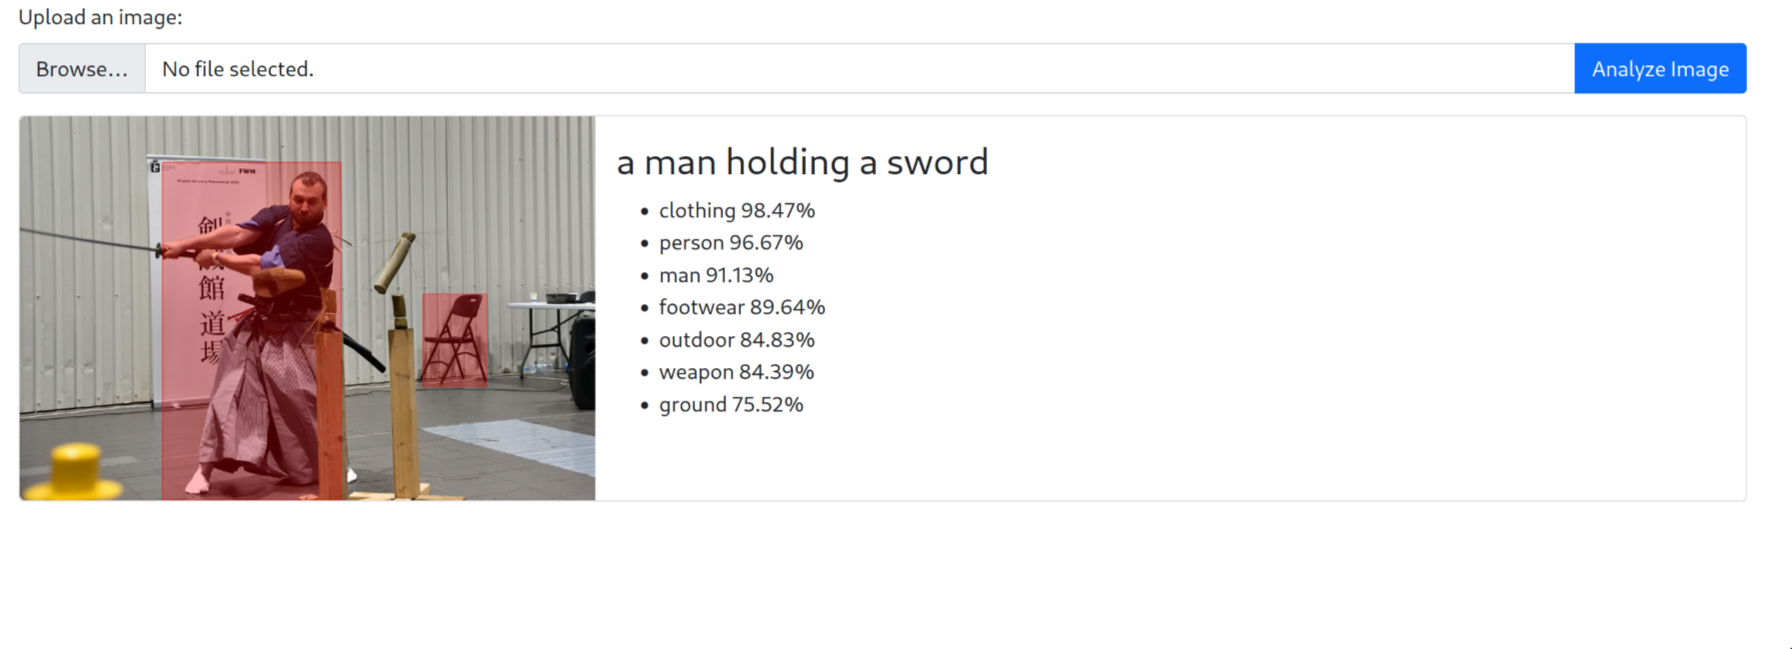 Upload an image:
Browse... No file selected. Analyze Image
FWM
館
道
場
a man holding a sword
• clothing 98.47%
• person 96.67%
• man 91.13%
• footwear 89.64%
• outdoor 84.83%
• weapon 84.39%
• ground 75.52%